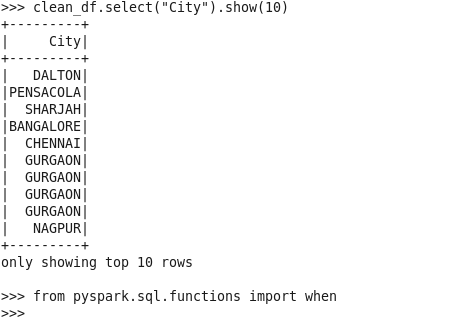 >>> clean_df.select("City").show(10)
+---------+
|     City|
+---------+
|   DALTON|
|PENSACOLA|
|  SHARJAH|
|BANGALORE|
|  CHENNAI|
|  GURGAON|
|  GURGAON|
|  GURGAON|
|  GURGAON|
|   NAGPUR|
+---------+
only showing top 10 rows

>>> from pyspark.sql.functions import when
>>>